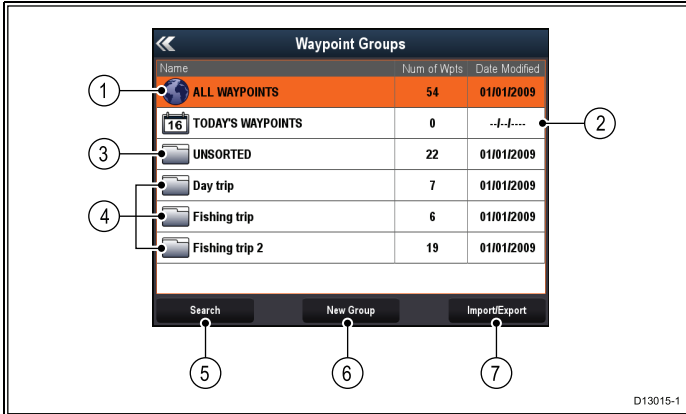 Waypoint Groups
Name Num of Wpts Date Modified
1 ALL WAYPOINTS 54 01/01/2009
16 TODAY'S WAYPOINTS 0 --/--/---- 2
3 UNSORTED 22 01/01/2009
Day trip 7 01/01/2009
4 Fishing trip 6 01/01/2009
Fishing trip 2 19 01/01/2009
Search New Group Import/Export
5 6 7
D13015-1